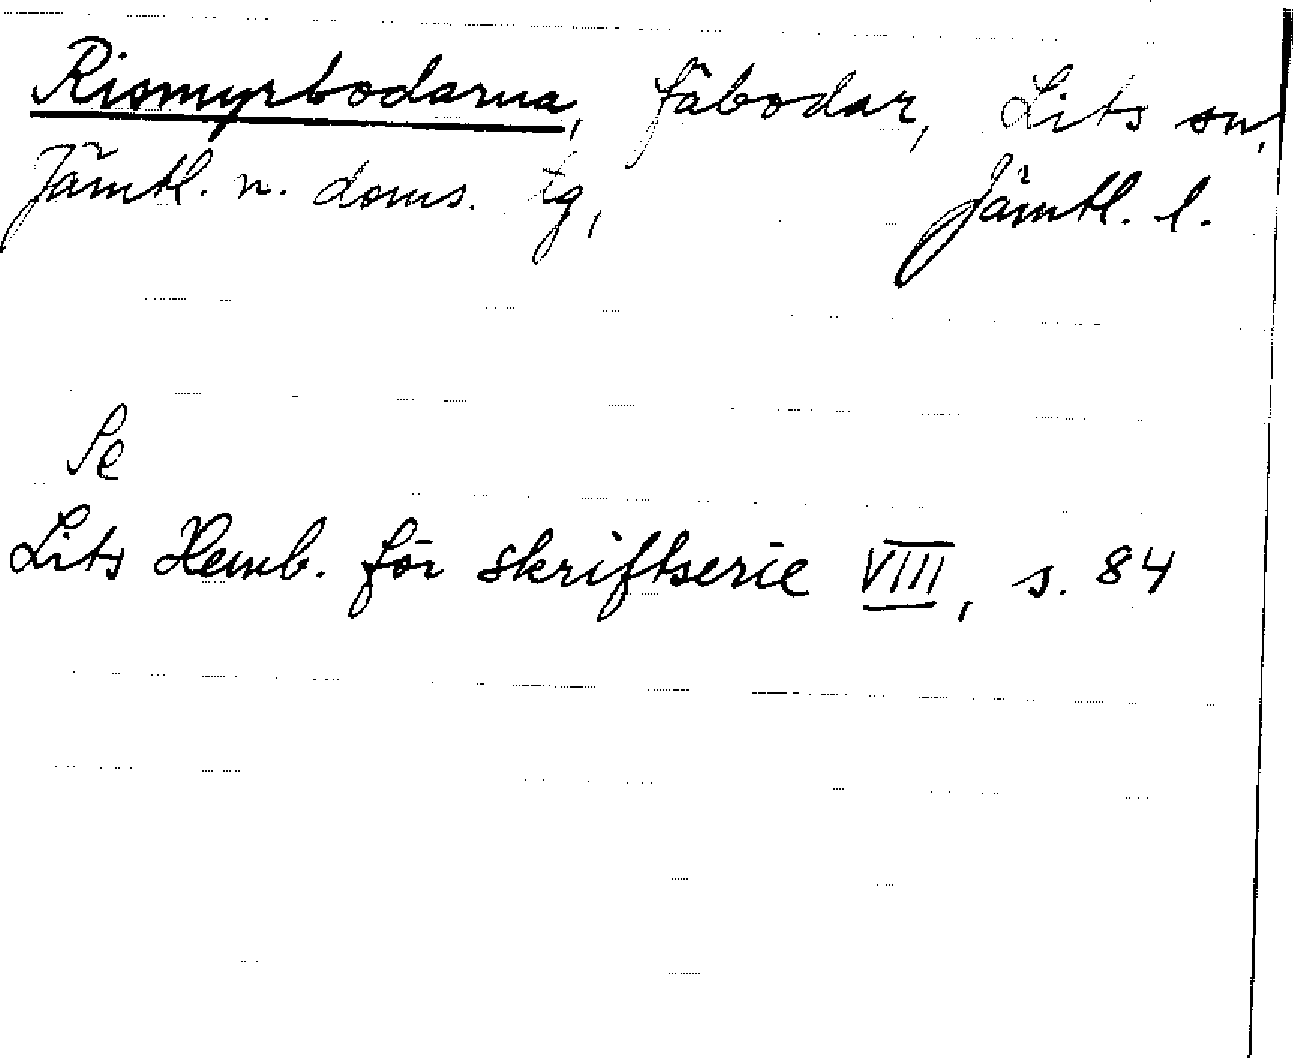 Rismyrbodarna, fäbodar, Lits sn,
Jämtl. n. doms. tg, Jämtl. l.
Se
Lits Hemb. för skriftserie VIII, s. 84